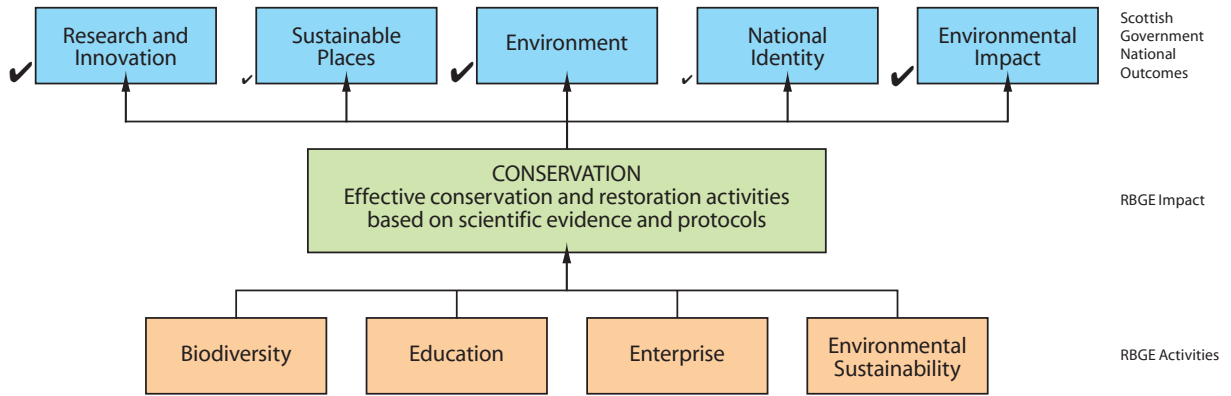 Research and
Innovation
Sustainable
Places
Environment
National
Identity
Environmental
Impact
Scottish
Government
National
Outcomes
CONSERVATION
Effective conservation and restoration activities
based on scientific evidence and protocols
RBGE Impact
Biodiversity
Education
Enterprise
Environmental
Sustainability
RBGE Activities